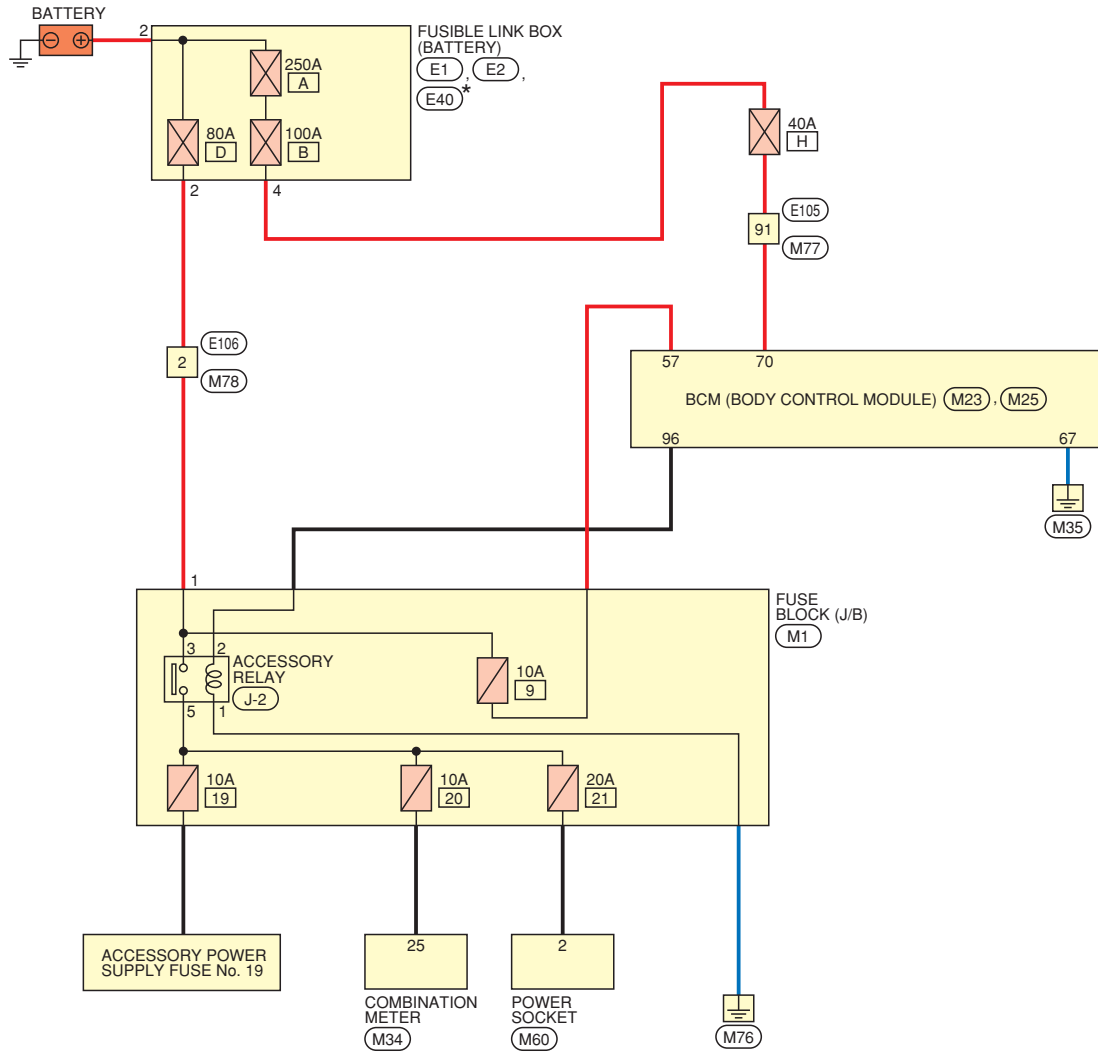 BATTERY
2
FUSIBLE LINK BOX
(BATTERY)
E1 , E2 ,
E40 *
250A
A
80A
D
100A
B
2
4
40A
H
91
E105
M77
2
E106
M78
57
70
BCM (BODY CONTROL MODULE) M23 , M25
96
67
M35
1
FUSE
BLOCK (J/B)
M1
3
2
ACCESSORY
RELAY
J-2
5
1
10A
9
10A
19
10A
20
20A
21
ACCESSORY POWER
SUPPLY FUSE No. 19
25
COMBINATION
METER
M34
2
POWER
SOCKET
M60
M76